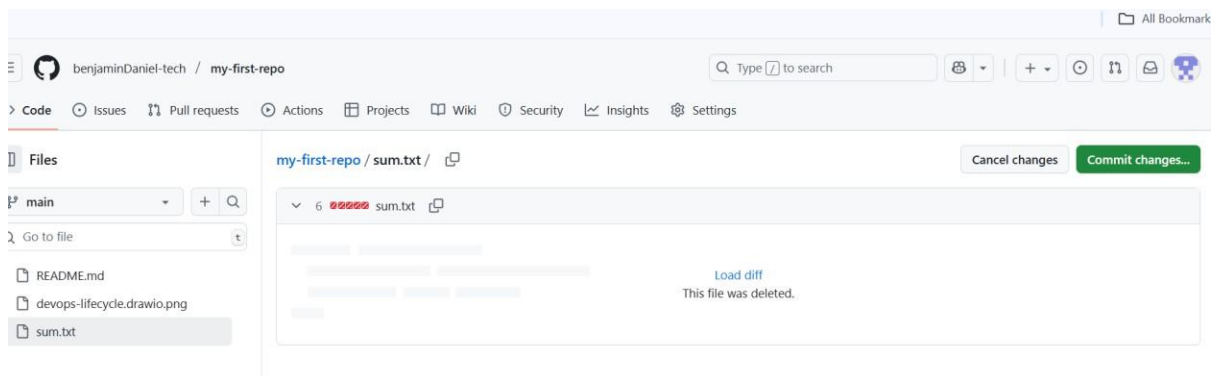 All Bookmark
benjaminDaniel-tech / my-first-repo
Type / to search
Code Issues Pull requests Actions Projects Wiki Security Insights Settings
Files
my-first-repo / sum.txt /
Cancel changes
Commit changes...
main
6 sum.txt
Go to file
t
README.md
devops-lifecycle.drawio.png
sum.txt
Load diff
This file was deleted.